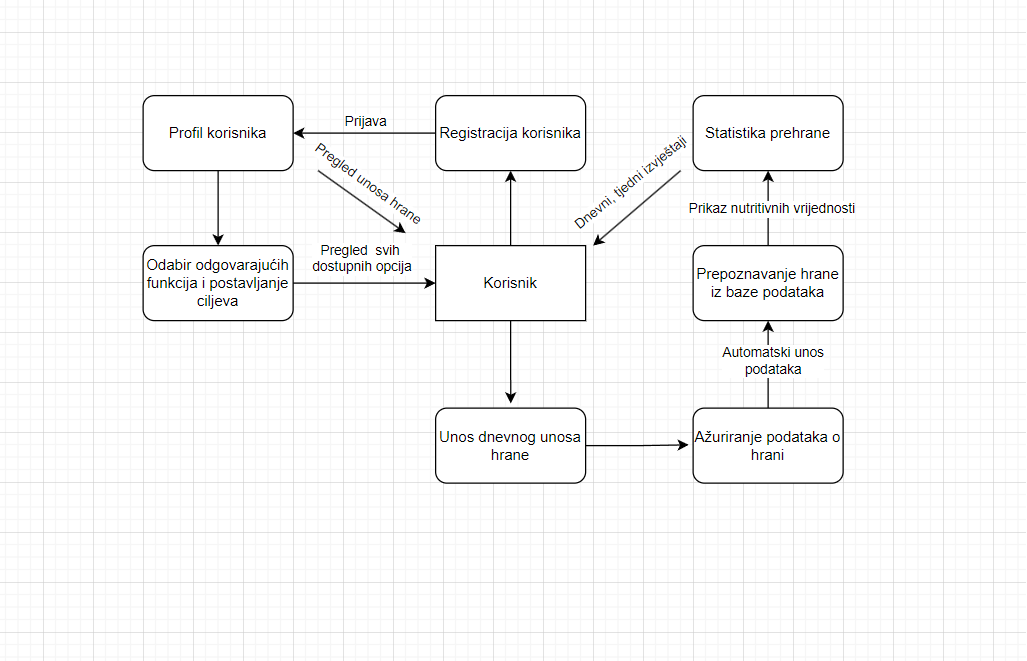 Profil korisnika
Prijava
Registracija korisnika
Statistika prehrane
Pregled unosa hrane
Dnevni, tjedni izvještaji
Prikaz nutritivnih vrijednosti
Odabir odgovarajućih
funkcija i postavljanje
ciljeva
Pregled svih
dostupnih opcija
Korisnik
Prepoznavanje hrane
iz baze podataka
Automatski unos
podataka
Unos dnevnog unosa
hrane
Ažuriranje podataka o
hrani